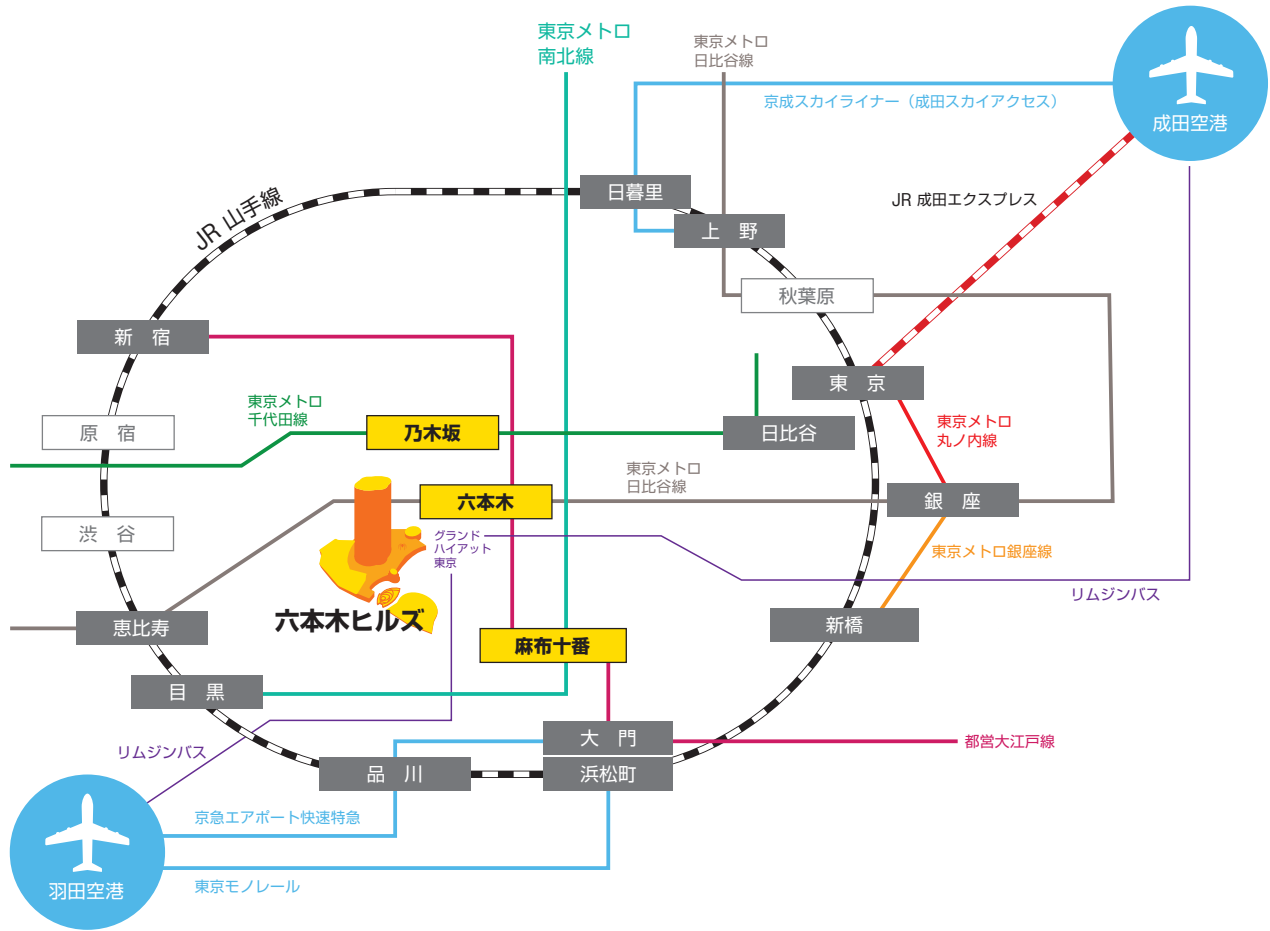 東京メトロ
南北線
東京メトロ
日比谷線
京成スカイライナー（成田スカイアクセス）
成田空港
JR 山手線
日暮里
JR 成田エクスプレス
上　野
秋葉原
新　宿
東　京
東京メトロ
千代田線
乃木坂
原　宿
日比谷
東京メトロ
丸ノ内線
東京メトロ
日比谷線
六本木
銀　座
渋　谷
グランド
ハイアット
東京
東京メトロ銀座線
リムジンバス
六本木ヒルズ
恵比寿
新橋
麻布十番
目　黒
リムジンバス
大　門
都営大江戸線
品　川
浜松町
京急エアポート快速特急
羽田空港
東京モノレール